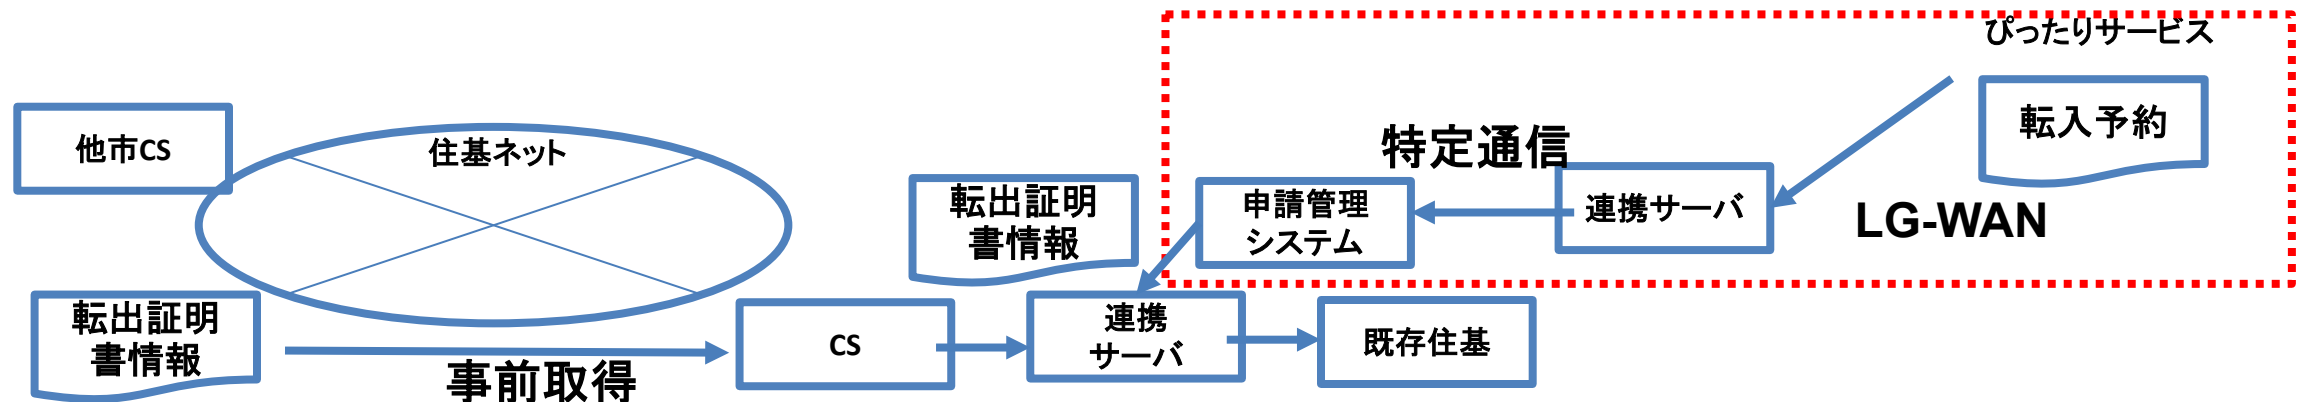 ぴったりサービス
他市CS
住基ネット
転入予約
特定通信
転出証明
書情報
申請管理
システム
連携サーバ
LG-WAN
転出証明
書情報
事前取得
CS
連携
サーバ
既存住基